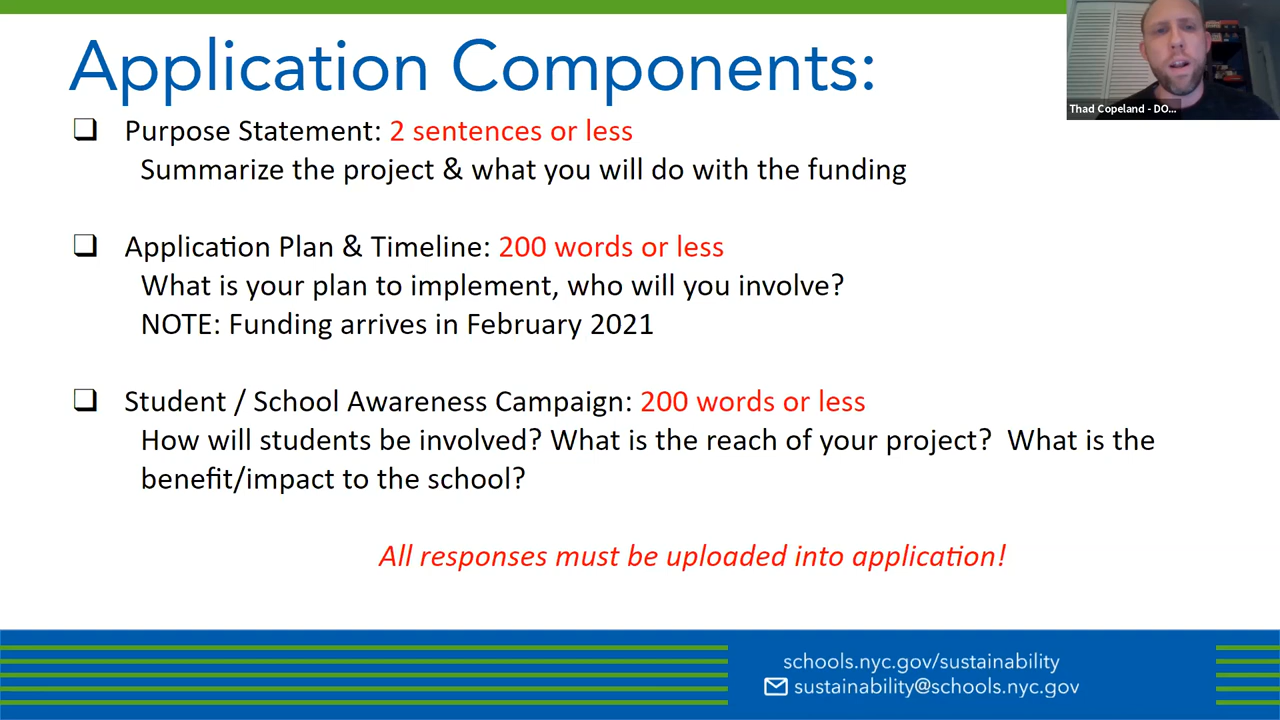 Application Components:
Thad Copeland - DO...
❑ Purpose Statement: 2 sentences or less
Summarize the project & what you will do with the funding
❑ Application Plan & Timeline: 200 words or less
What is your plan to implement, who will you involve?
NOTE: Funding arrives in February 2021
❑ Student / School Awareness Campaign: 200 words or less
How will students be involved? What is the reach of your project?  What is the
benefit/impact to the school?
All responses must be uploaded into application!
schools.nyc.gov/sustainability
sustainability@schools.nyc.gov